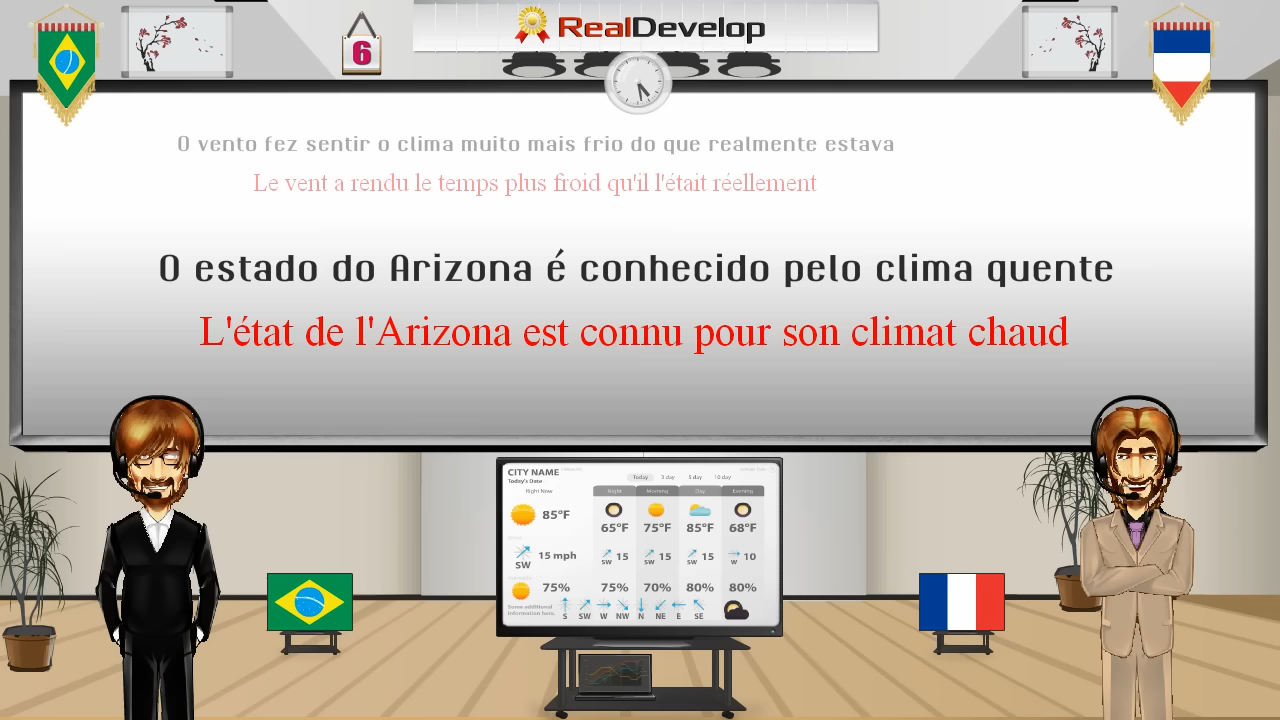 RealDevelop
6
O vento fez sentir o clima muito mais frio do que realmente estava
Le vent a rendu le temps plus froid qu'il l'était réellement
O estado do Arizona é conhecido pelo clima quente
L'état de l'Arizona est connu pour son climat chaud
CITY NAME
Today's Date
Today 3 day 5 day 10 day
Right Now
Night Morning Day Evening
85°F
65°F 75°F 85°F 68°F
15 mph
SW
15 15 15 10
SW SW SW W
75%
75% 70% 80% 80%
Some additional
information here.
S SW W NW N NE E SE